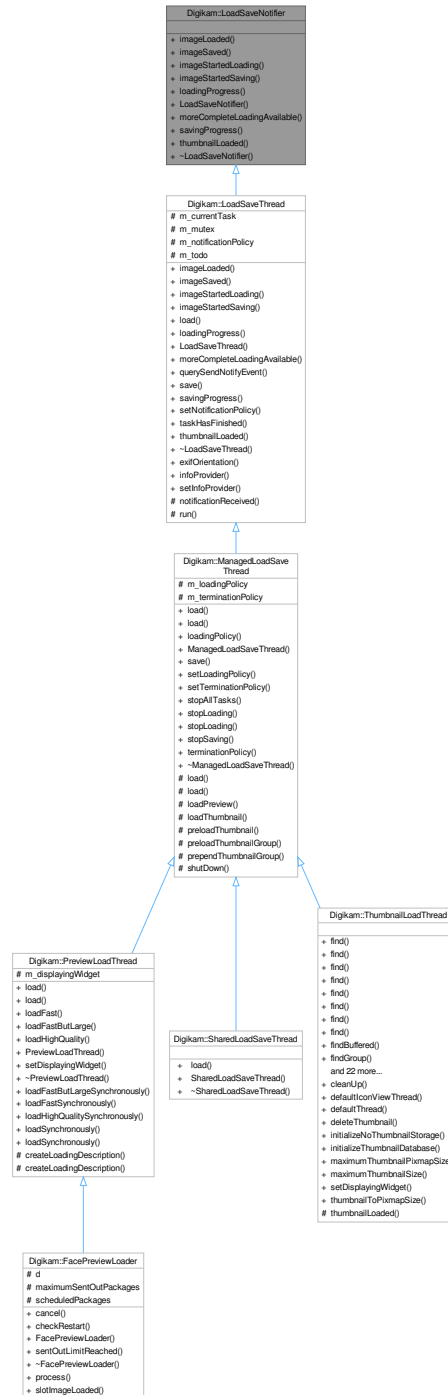 Digikam::LoadSaveNotifier
+ imageLoaded()
+ imageSaved()
+ imageStartedLoading()
+ imageStartedSaving()
+ loadingProgress()
+ LoadSaveNotifier()
+ moreCompleteLoadingAvailable()
+ savingProgress()
+ thumbnailLoaded()
+ ~LoadSaveNotifier()
Digikam::LoadSaveThread
# m_currentTask
# m_mutex
# m_notificationPolicy
# m_todo
+ imageLoaded()
+ imageSaved()
+ imageStartedLoading()
+ imageStartedSaving()
+ load()
+ loadingProgress()
+ LoadSaveThread()
+ moreCompleteLoadingAvailable()
+ querySendNotifyEvent()
+ save()
+ savingProgress()
+ setNotificationPolicy()
+ taskHasFinished()
+ thumbnailLoaded()
+ ~LoadSaveThread()
+ exifOrientation()
+ infoProvider()
+ setInfoProvider()
# notificationReceived()
# run()
Digikam::ManagedLoadSave
Thread
# m_loadingPolicy
# m_terminationPolicy
+ load()
+ load()
+ loadingPolicy()
+ ManagedLoadSaveThread()
+ save()
+ setLoadingPolicy()
+ setTerminationPolicy()
+ stopAllTasks()
+ stopLoading()
+ stopLoading()
+ stopSaving()
+ terminationPolicy()
+ ~ManagedLoadSaveThread()
# load()
# load()
# loadPreview()
# loadThumbnail()
# preloadThumbnail()
# preloadThumbnailGroup()
# prependThumbnailGroup()
# shutDown()
Digikam::PreviewLoadThread
# m_displayingWidget
+ load()
+ load()
+ loadFast()
+ loadFastButLarge()
+ loadHighQuality()
+ PreviewLoadThread()
+ setDisplayingWidget()
+ ~PreviewLoadThread()
+ loadFastButLargeSynchronously()
+ loadFastSynchronously()
+ loadHighQualitySynchronously()
+ loadSynchronously()
+ loadSynchronously()
# createLoadingDescription()
# createLoadingDescription()
Digikam::SharedLoadSaveThread
+ load()
+ SharedLoadSaveThread()
+ ~SharedLoadSaveThread()
Digikam::ThumbnailLoadThread
+ find()
+ find()
+ find()
+ find()
+ find()
+ find()
+ find()
+ find()
+ findBuffered()
+ findGroup()
and 22 more...
+ cleanUp()
+ defaultIconViewThread()
+ defaultThread()
+ deleteThumbnail()
+ initializeNoThumbnailStorage()
+ initializeThumbnailDatabase()
+ maximumThumbnailPixmapSize
+ maximumThumbnailSize()
+ setDisplayingWidget()
+ thumbnailToPixmapSize()
# thumbnailLoaded()
Digikam::FacePreviewLoader
# d
# maximumSentOutPackages
# scheduledPackages
+ cancel()
+ checkRestart()
+ FacePreviewLoader()
+ sentOutLimitReached()
+ ~FacePreviewLoader()
+ process()
+ slotImageLoaded()